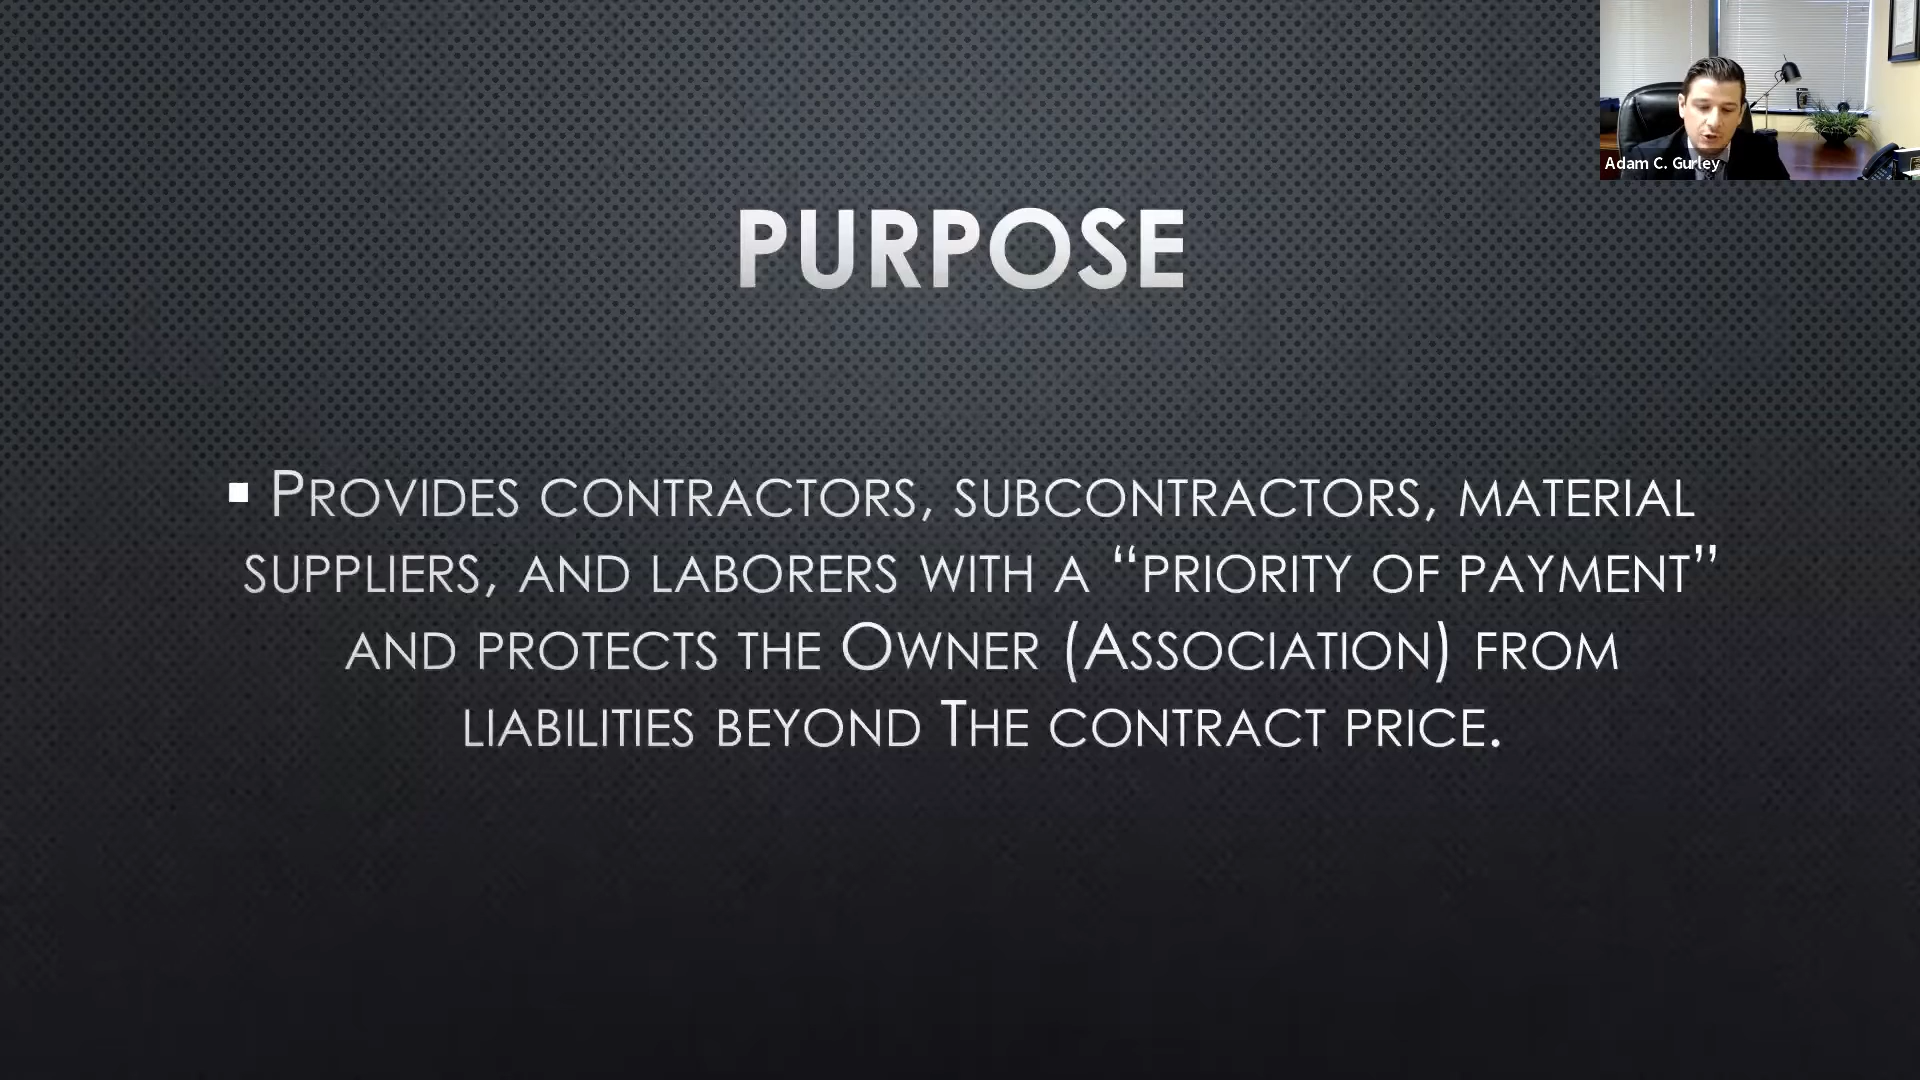 Adam C. Gurley
PURPOSE
▪ PROVIDES CONTRACTORS, SUBCONTRACTORS, MATERIAL
SUPPLIERS, AND LABORERS WITH A “PRIORITY OF PAYMENT”
AND PROTECTS THE OWNER (ASSOCIATION) FROM
LIABILITIES BEYOND THE CONTRACT PRICE.